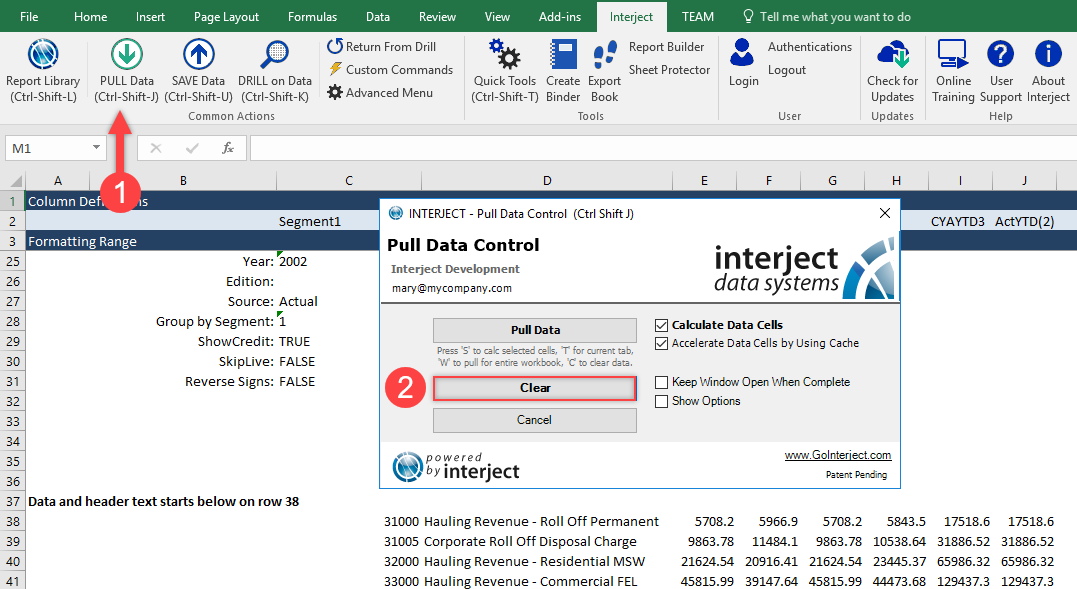 File Home Insert Page Layout Formulas Data Review View Add-ins Interject TEAM Tell me what you want to do
Report Library
(Ctrl-Shift-L)
PULL Data
(Ctrl-Shift-J)
SAVE Data
(Ctrl-Shift-U)
DRILL on Data
(Ctrl-Shift-K)
Return From Drill
Custom Commands
Advanced Menu
Common Actions
Quick Tools
(Ctrl-Shift-T)
Create
Binder
Export
Book
Report Builder
Sheet Protector
Tools
Login
Authentications
Logout
User
Check for
Updates
Updates
Online
Training
User
Support
About
Interject
Help
1
M1 fx
A B C D E F G H I J
1 Column Def ns
2 Segment1 CYAYTD3 ActYTD(2)
3 Formatting Range
25 Year: 2002
26 Edition:
27 Source: Actual
28 Group by Segment: 1
29 ShowCredit: TRUE
30 SkipLive: FALSE
31 Reverse Signs: FALSE
32
33
34
35
36
37 Data and header text starts below on row 38
INTERJECT - Pull Data Control (Ctrl Shift J)
Pull Data Control
Interject Development
mary@mycompany.com
interject
data systems
Pull Data
Press 'S' to calc selected cells, 'T' for current tab,
'W' to pull for entire workbook, 'C' to clear data.
2
Clear
Cancel
Calculate Data Cells
Accelerate Data Cells by Using Cache
Keep Window Open When Complete
Show Options
powered
by interject
www.GoInterject.com
Patent Pending
38 31000 Hauling Revenue - Roll Off Permanent 5708.2 5966.9 5708.2 5843.5 17518.6 17518.6
39 31005 Corporate Roll Off Disposal Charge 9863.78 11484.1 9863.78 10538.64 31886.52 31886.52
40 32000 Hauling Revenue - Residential MSW 21624.54 20916.41 21624.54 23445.37 65986.32 65986.32
41 33000 Hauling Revenue - Commercial FEL 45815.99 39147.64 45815.99 44473.68 129437.3 129437.3